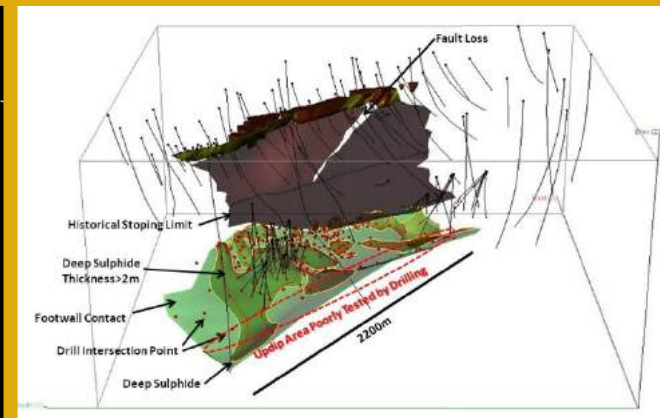 Fault Loss
Historical Stoping Limit
Deep Sulphide
Thickness>2m
Footwall Contact
Drill Intersection Point
Deep Sulphide
Updip Area Poorly Tested by Drilling
2200m